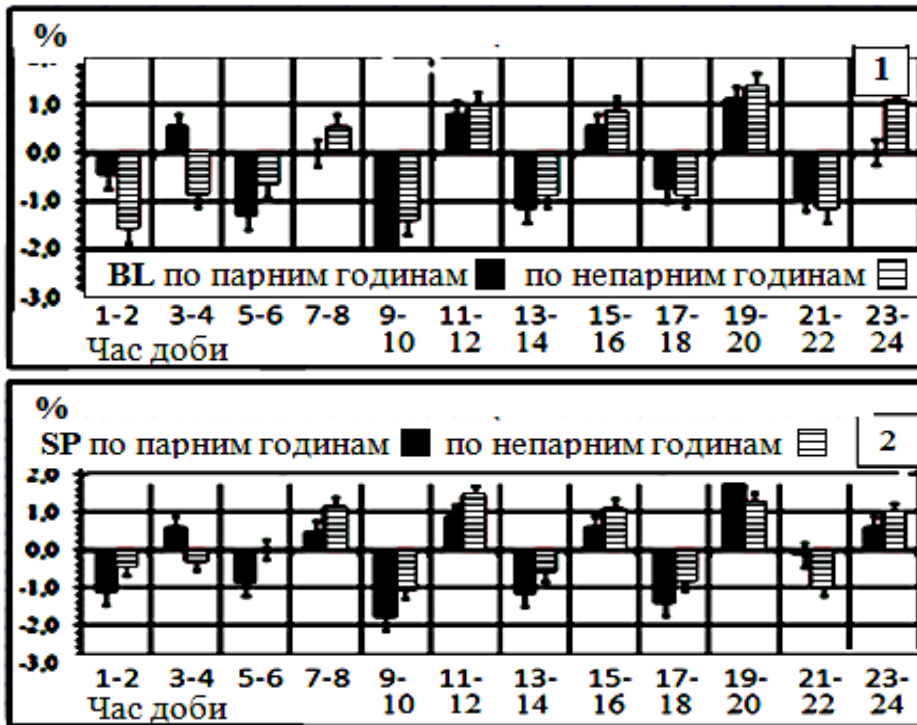 %
1
1,0
0,0
-1,0
-2,0
-3,0
BL по парним годинам по непарним годинам
1-2 3-4 5-6 7-8 9-10 11-12 13-14 15-16 17-18 19-20 21-22 23-24
Час доби
%
2
SP по парним годинам по непарним годинам
2,0
1,0
0,0
-1,0
-2,0
-3,0
1-2 3-4 5-6 7-8 9-10 11-12 13-14 15-16 17-18 19-20 21-22 23-24
Час доби